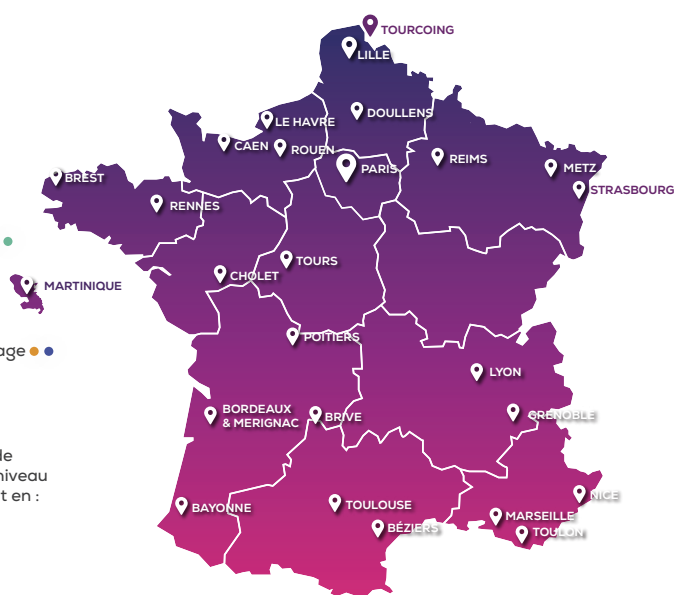 TOURCOING
LILLE
DOULLENS
LE HAVRE
CAEN
ROUEN
PARIS
REIMS
METZ
STRASBOURG
BREST
RENNES
MARTINIQUE
CHOLET
TOURS
age
POITIERS
LYON
BORDEAUX
& MERIGNAC
BRIVE
GRENOBLE
de
niveau
t en :
BAYONNE
TOULOUSE
BÉZIERS
NICE
MARSEILLE
TOULON